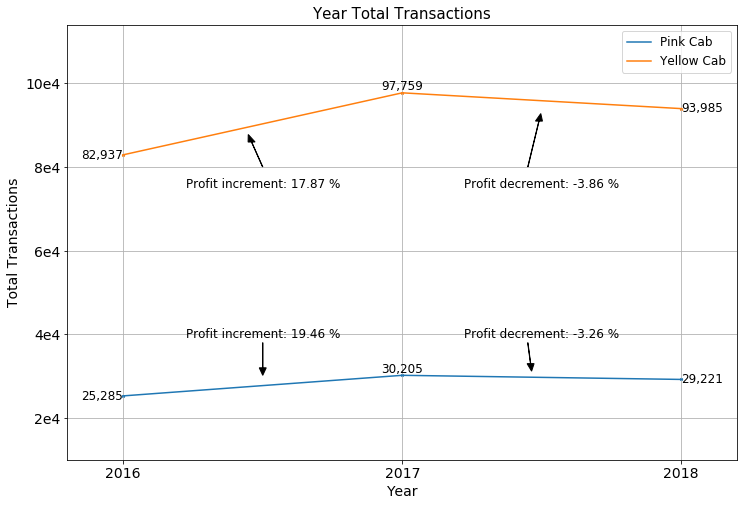 Year Total Transactions
Pink Cab
Yellow Cab
10e4
97,759
93,985
82,937
8e4
Profit increment: 17.87 %
Profit decrement: -3.86 %
Total Transactions
6e4
4e4
Profit increment: 19.46 %
Profit decrement: -3.26 %
30,205
29,221
25,285
2e4
2016
2017
2018
Year